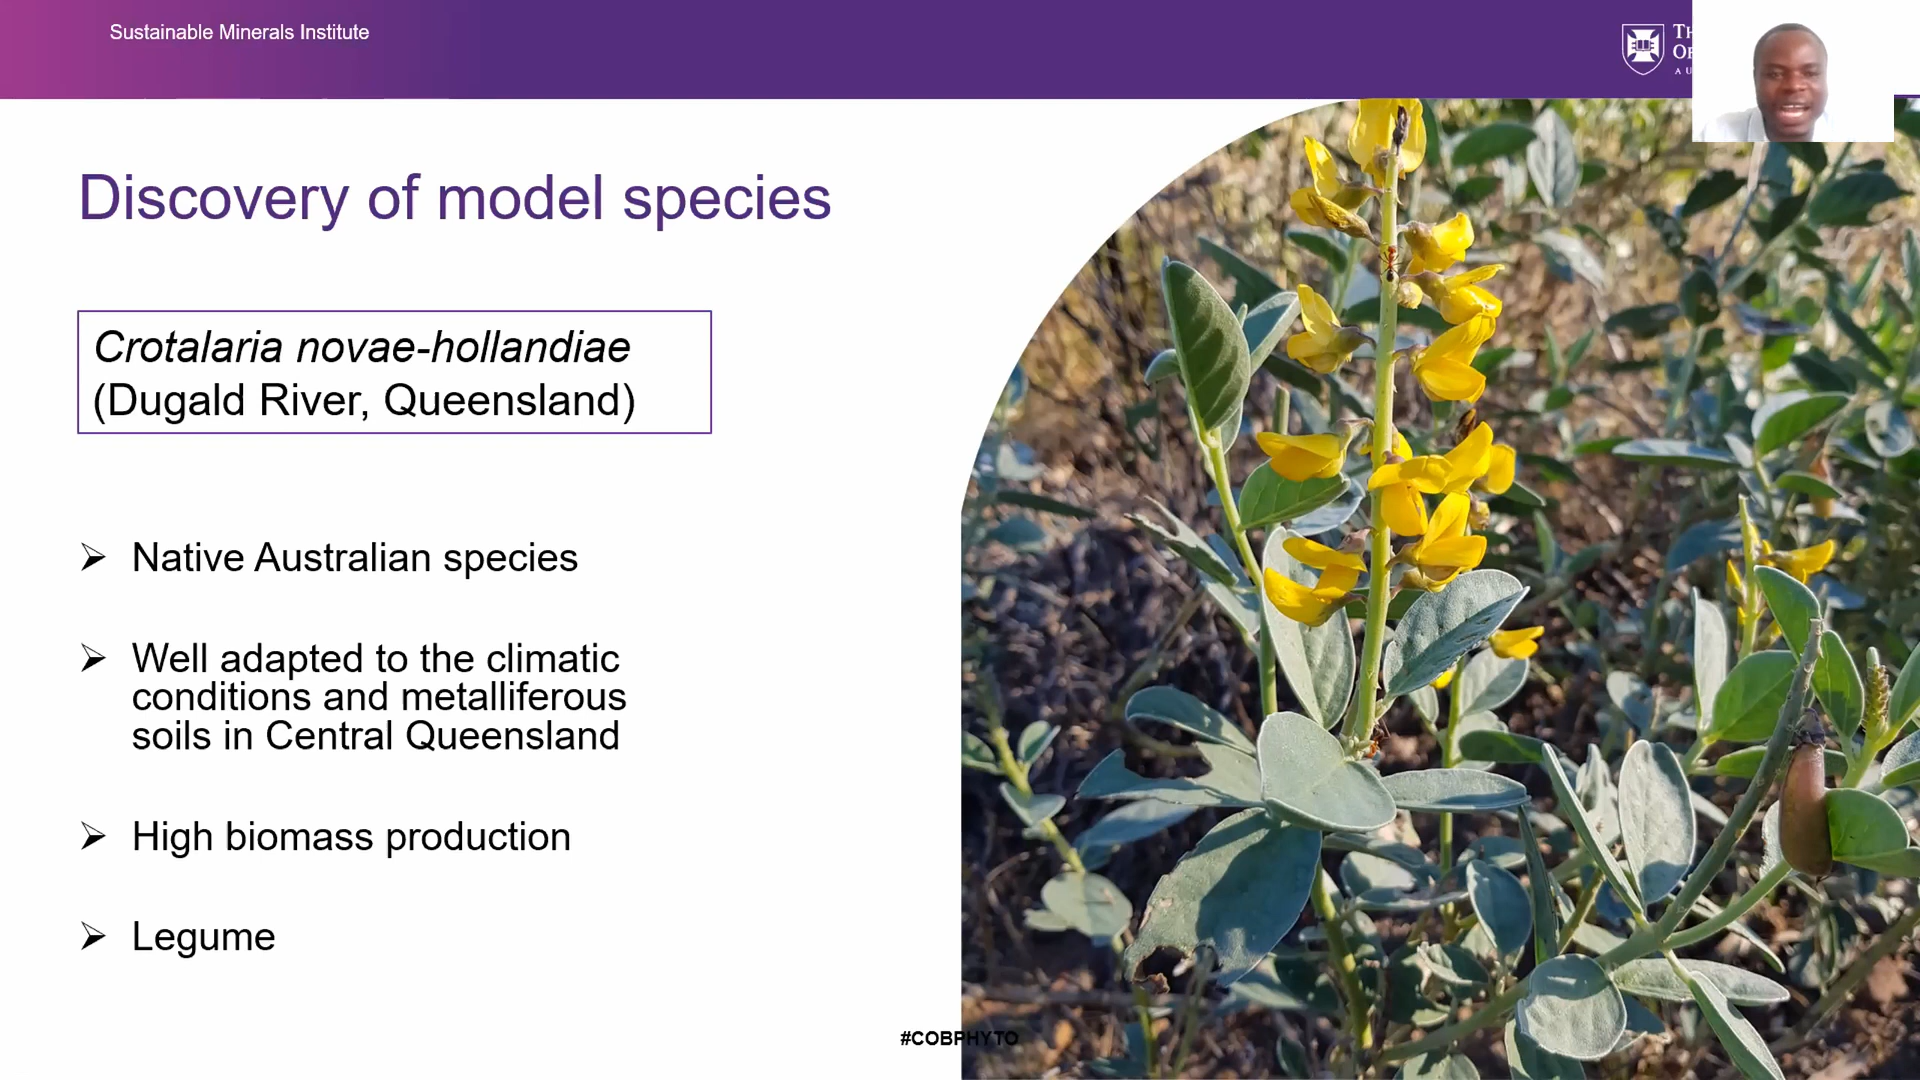 Sustainable Minerals Institute
Discovery of model species
Crotalaria novae-hollandiae
(Dugald River, Queensland)
➢ Native Australian species
➢ Well adapted to the climatic
conditions and metalliferous
soils in Central Queensland
➢ High biomass production
➢ Legume
#COBPHYTO